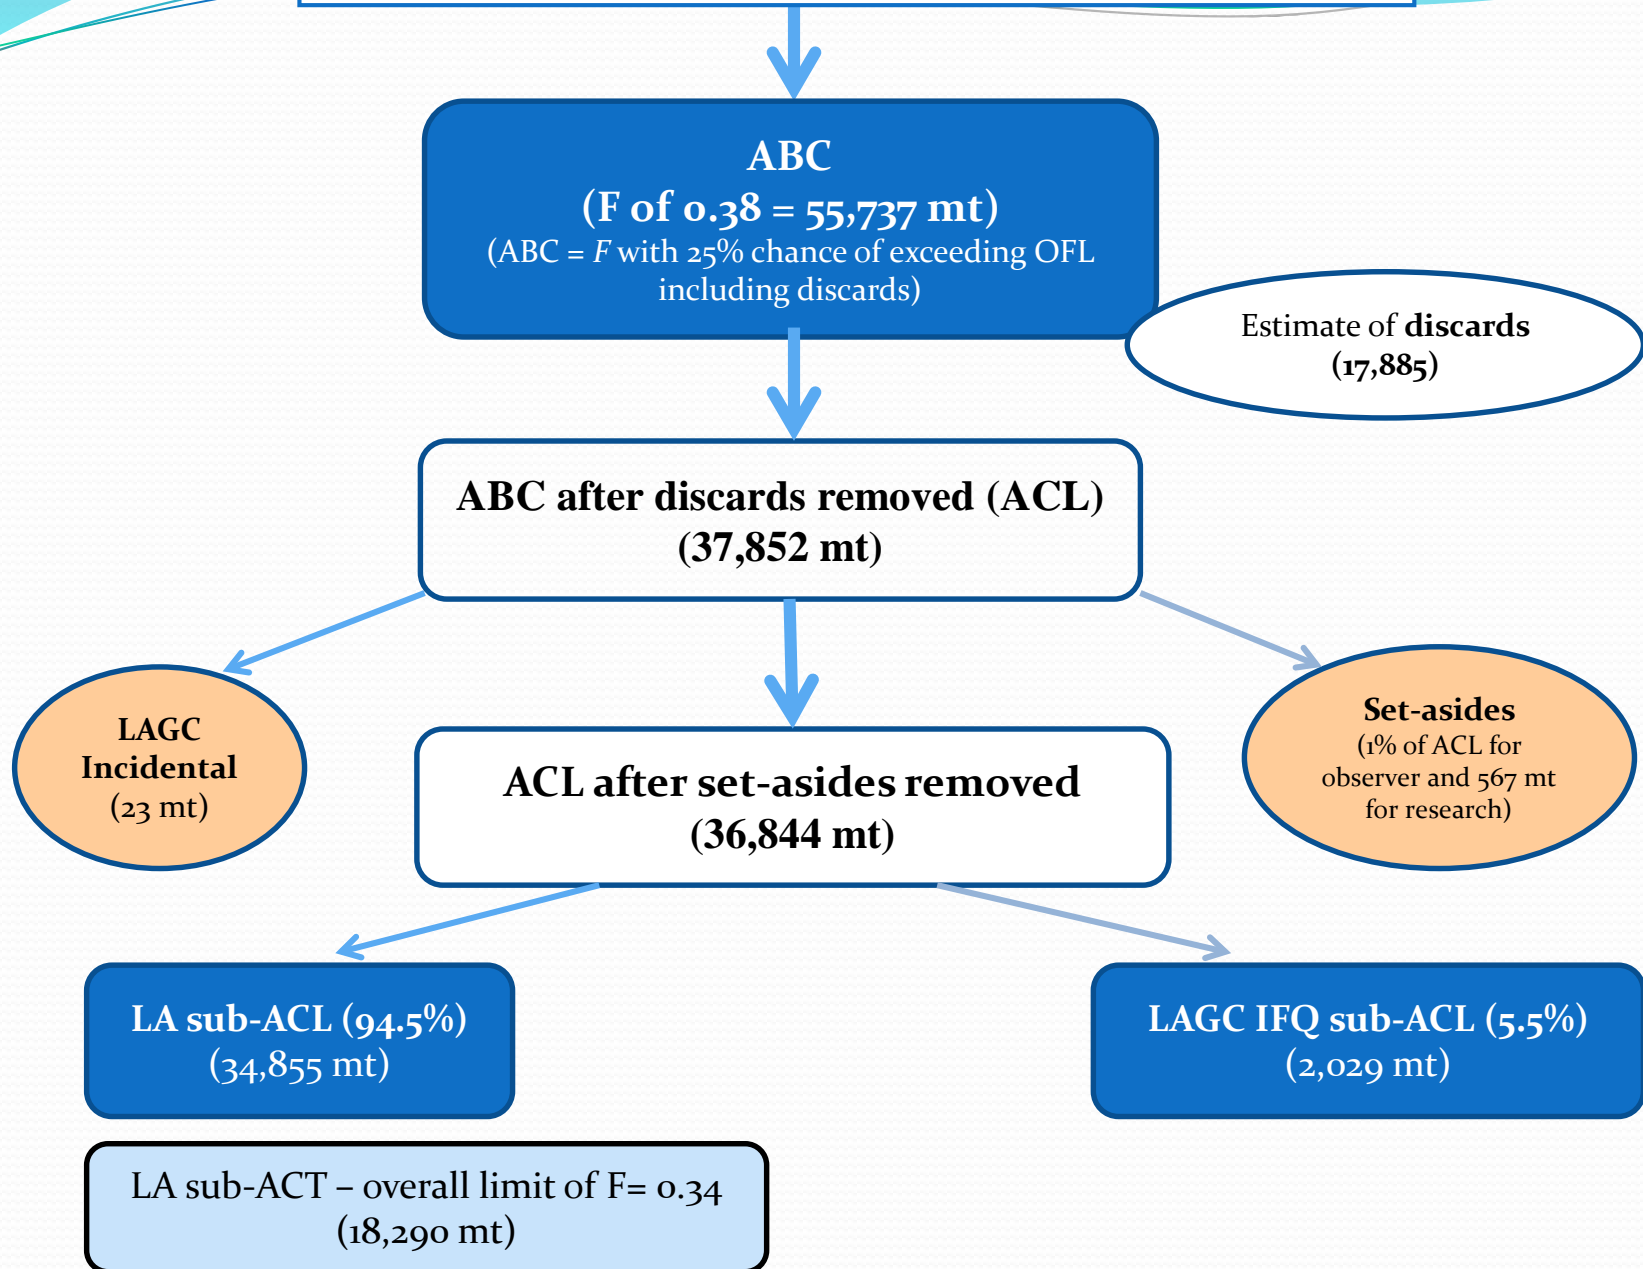 ABC
(F of 0.38 = 55,737 mt)
(ABC = F with 25% chance of exceeding OFL
including discards)
Estimate of discards
(17,885)
ABC after discards removed (ACL)
(37,852 mt)
LAGC
Incidental
(23 mt)
ACL after set-asides removed
(36,844 mt)
Set-asides
(1% of ACL for
observer and 567 mt
for research)
LA sub-ACL (94.5%)
(34,855 mt)
LAGC IFQ sub-ACL (5.5%)
(2,029 mt)
LA sub-ACT – overall limit of F= 0.34
(18,290 mt)